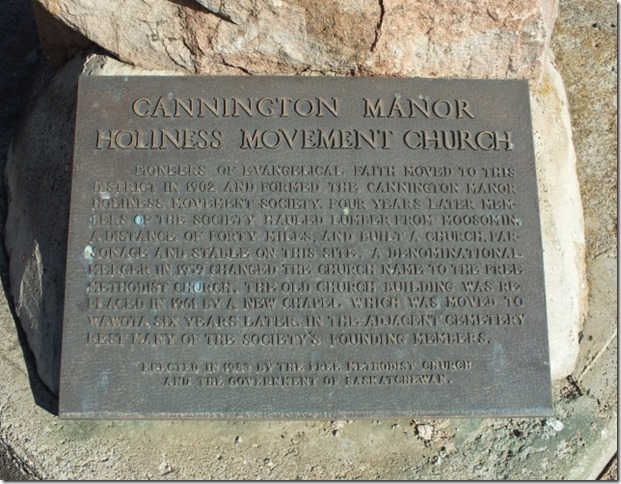 CANNINGTON MANOR
HOLINESS MOVEMENT CHURCH
PIONEERS OF EVANGELICAL FAITH MOVED TO THIS
DISTRICT IN 1902 AND FORMED THE CANNINGTON MANOR
HOLINESS MOVEMENT SOCIETY. FOUR YEARS LATER MEM-
BERS OF THE SOCIETY HAULED LUMBER FROM MOOSOMIN,
A DISTANCE OF FORTY MILES, AND BUILT A CHURCH, PAR-
SONAGE AND STABLE ON THIS SITE. A DENOMINATIONAL
MERGER IN 1959 CHANGED THE CHURCH NAME TO THE FREE
METHODIST CHURCH. THE OLD CHURCH BUILDING WAS RE-
PLACED IN 1961 BY A NEW CHAPEL WHICH WAS MOVED TO
WAWOTA SIX YEARS LATER. IN THE ADJACENT CEMETERY
REST MANY OF THE SOCIETY'S FOUNDING MEMBERS.
ERECTED IN BY THE FREE METHODIST CHURCH
AND THE GOVERNMENT OF SASKATCHEWAN.